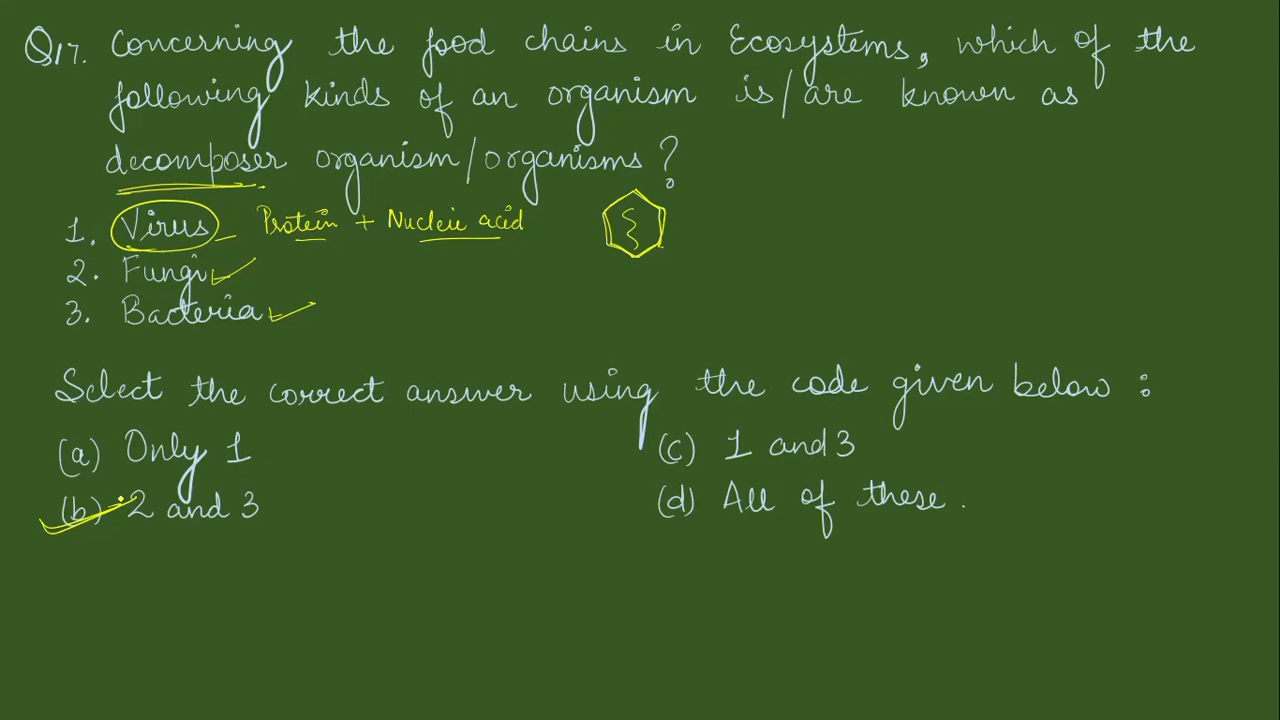 Q17. Concerning the food chains in Ecosystems, which of the
following kinds of an organism is/are known as
decomposer organism/organisms?
1. Virus - Protein + Nucleic acid
2. Fungi
3. Bacteria
Select the correct answer using the code given below :
(a) Only 1
(b) 2 and 3
(c) 1 and 3
(d) All of these.